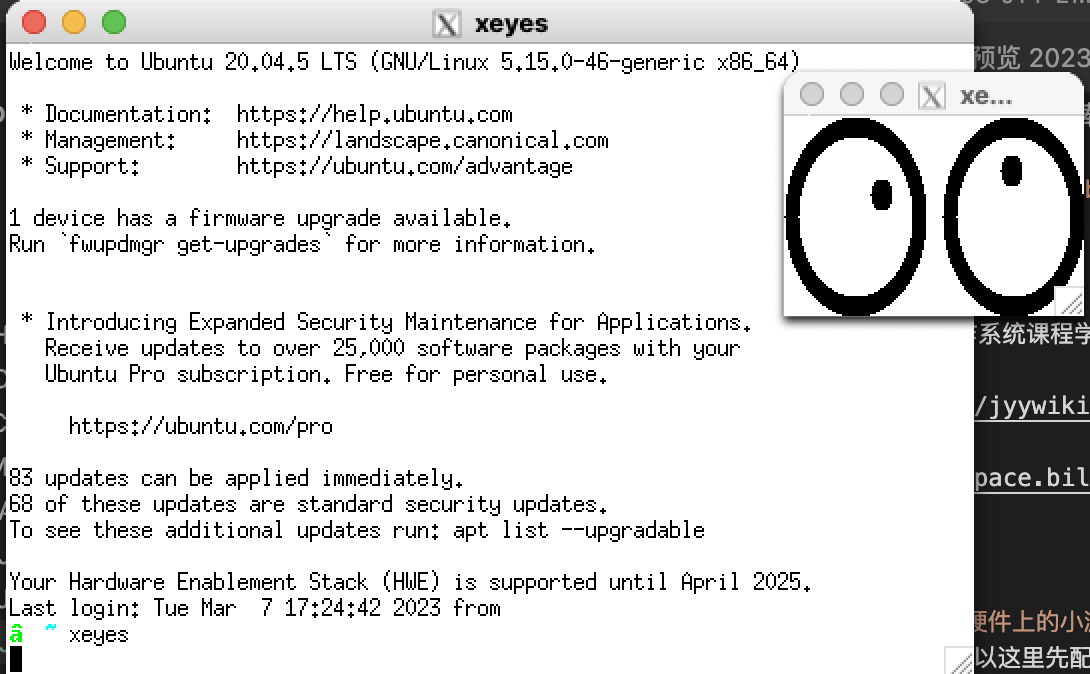 xeyes
Welcome to Ubuntu 20.04.5 LTS (GNU/Linux 5.15.0-46-generic x86_64)
* Documentation:  https://help.ubuntu.com
* Management:     https://landscape.canonical.com
* Support:        https://ubuntu.com/advantage
1 device has a firmware upgrade available.
Run `fwupdmgr get-upgrades` for more information.
* Introducing Expanded Security Maintenance for Applications.
Receive updates to over 25,000 software packages with your
Ubuntu Pro subscription. Free for personal use.
https://ubuntu.com/pro
83 updates can be applied immediately.
68 of these updates are standard security updates.
To see these additional updates run: apt list --upgradable
Your Hardware Enablement Stack (HWE) is supported until April 2025.
Last login: Tue Mar  7 17:24:42 2023 from
â  ~ xeyes
xe...
预览 2023
系统课程学
/jyywiki
pace.bil
硬件上的小
以这里先配